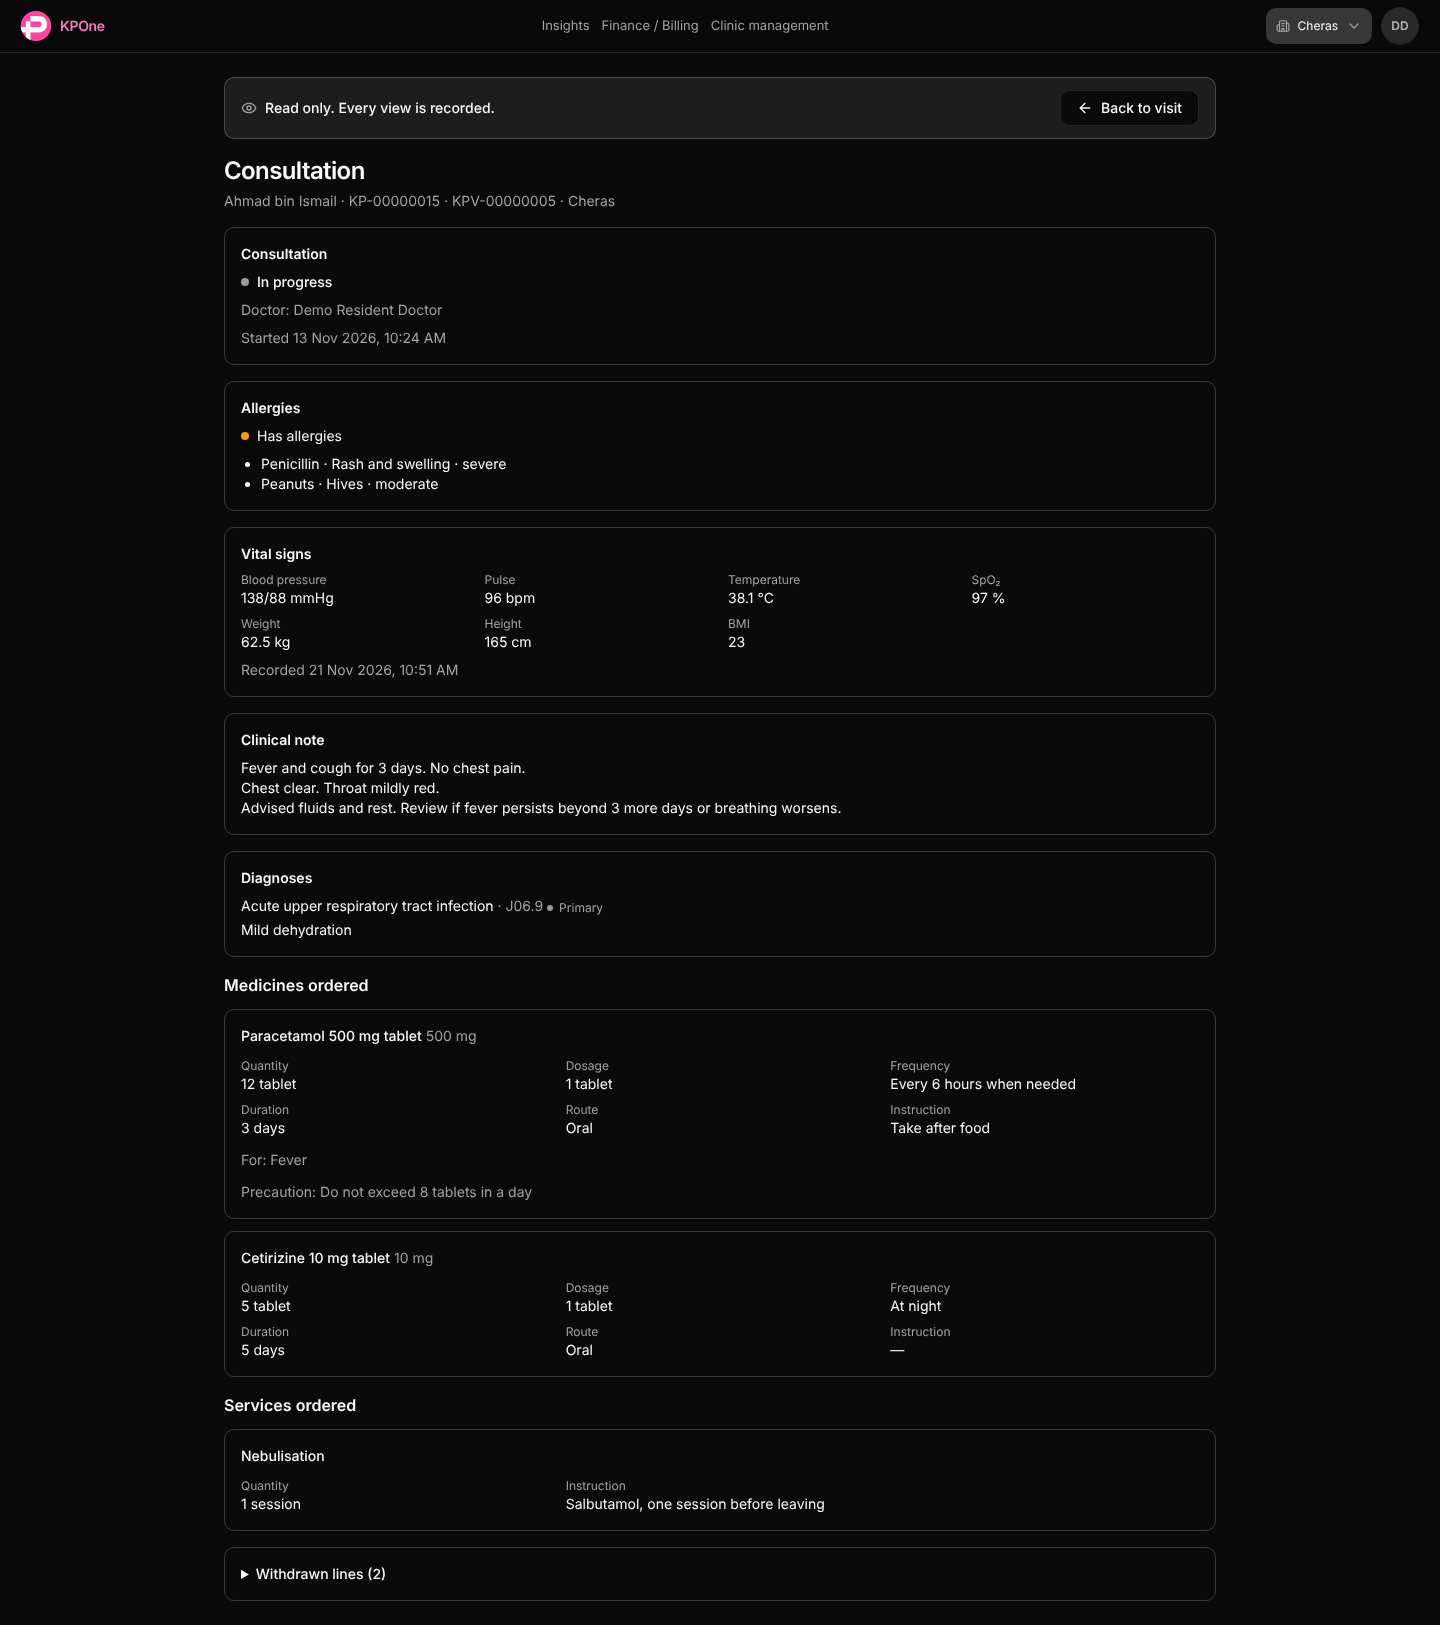 KPOne
Insights Finance / Billing Clinic management
Cheras
DD
Read only. Every view is recorded.
Back to visit
Consultation
Ahmad bin Ismail · KP-00000015 · KPV-00000005 · Cheras
Consultation
In progress
Doctor: Demo Resident Doctor
Started 13 Nov 2026, 10:24 AM
Allergies
Has allergies
Penicillin · Rash and swelling · severe
Peanuts · Hives · moderate
Vital signs
Blood pressure Pulse Temperature SpO₂
138/88 mmHg 96 bpm 38.1 °C 97 %
Weight Height BMI
62.5 kg 165 cm 23
Recorded 21 Nov 2026, 10:51 AM
Clinical note
Fever and cough for 3 days. No chest pain.
Chest clear. Throat mildly red.
Advised fluids and rest. Review if fever persists beyond 3 more days or breathing worsens.
Diagnoses
Acute upper respiratory tract infection · J06.9 Primary
Mild dehydration
Medicines ordered
Paracetamol 500 mg tablet 500 mg
Quantity Dosage Frequency
12 tablet 1 tablet Every 6 hours when needed
Duration Route Instruction
3 days Oral Take after food
For: Fever
Precaution: Do not exceed 8 tablets in a day
Cetirizine 10 mg tablet 10 mg
Quantity Dosage Frequency
5 tablet 1 tablet At night
Duration Route Instruction
5 days Oral —
Services ordered
Nebulisation
Quantity Instruction
1 session Salbutamol, one session before leaving
Withdrawn lines (2)